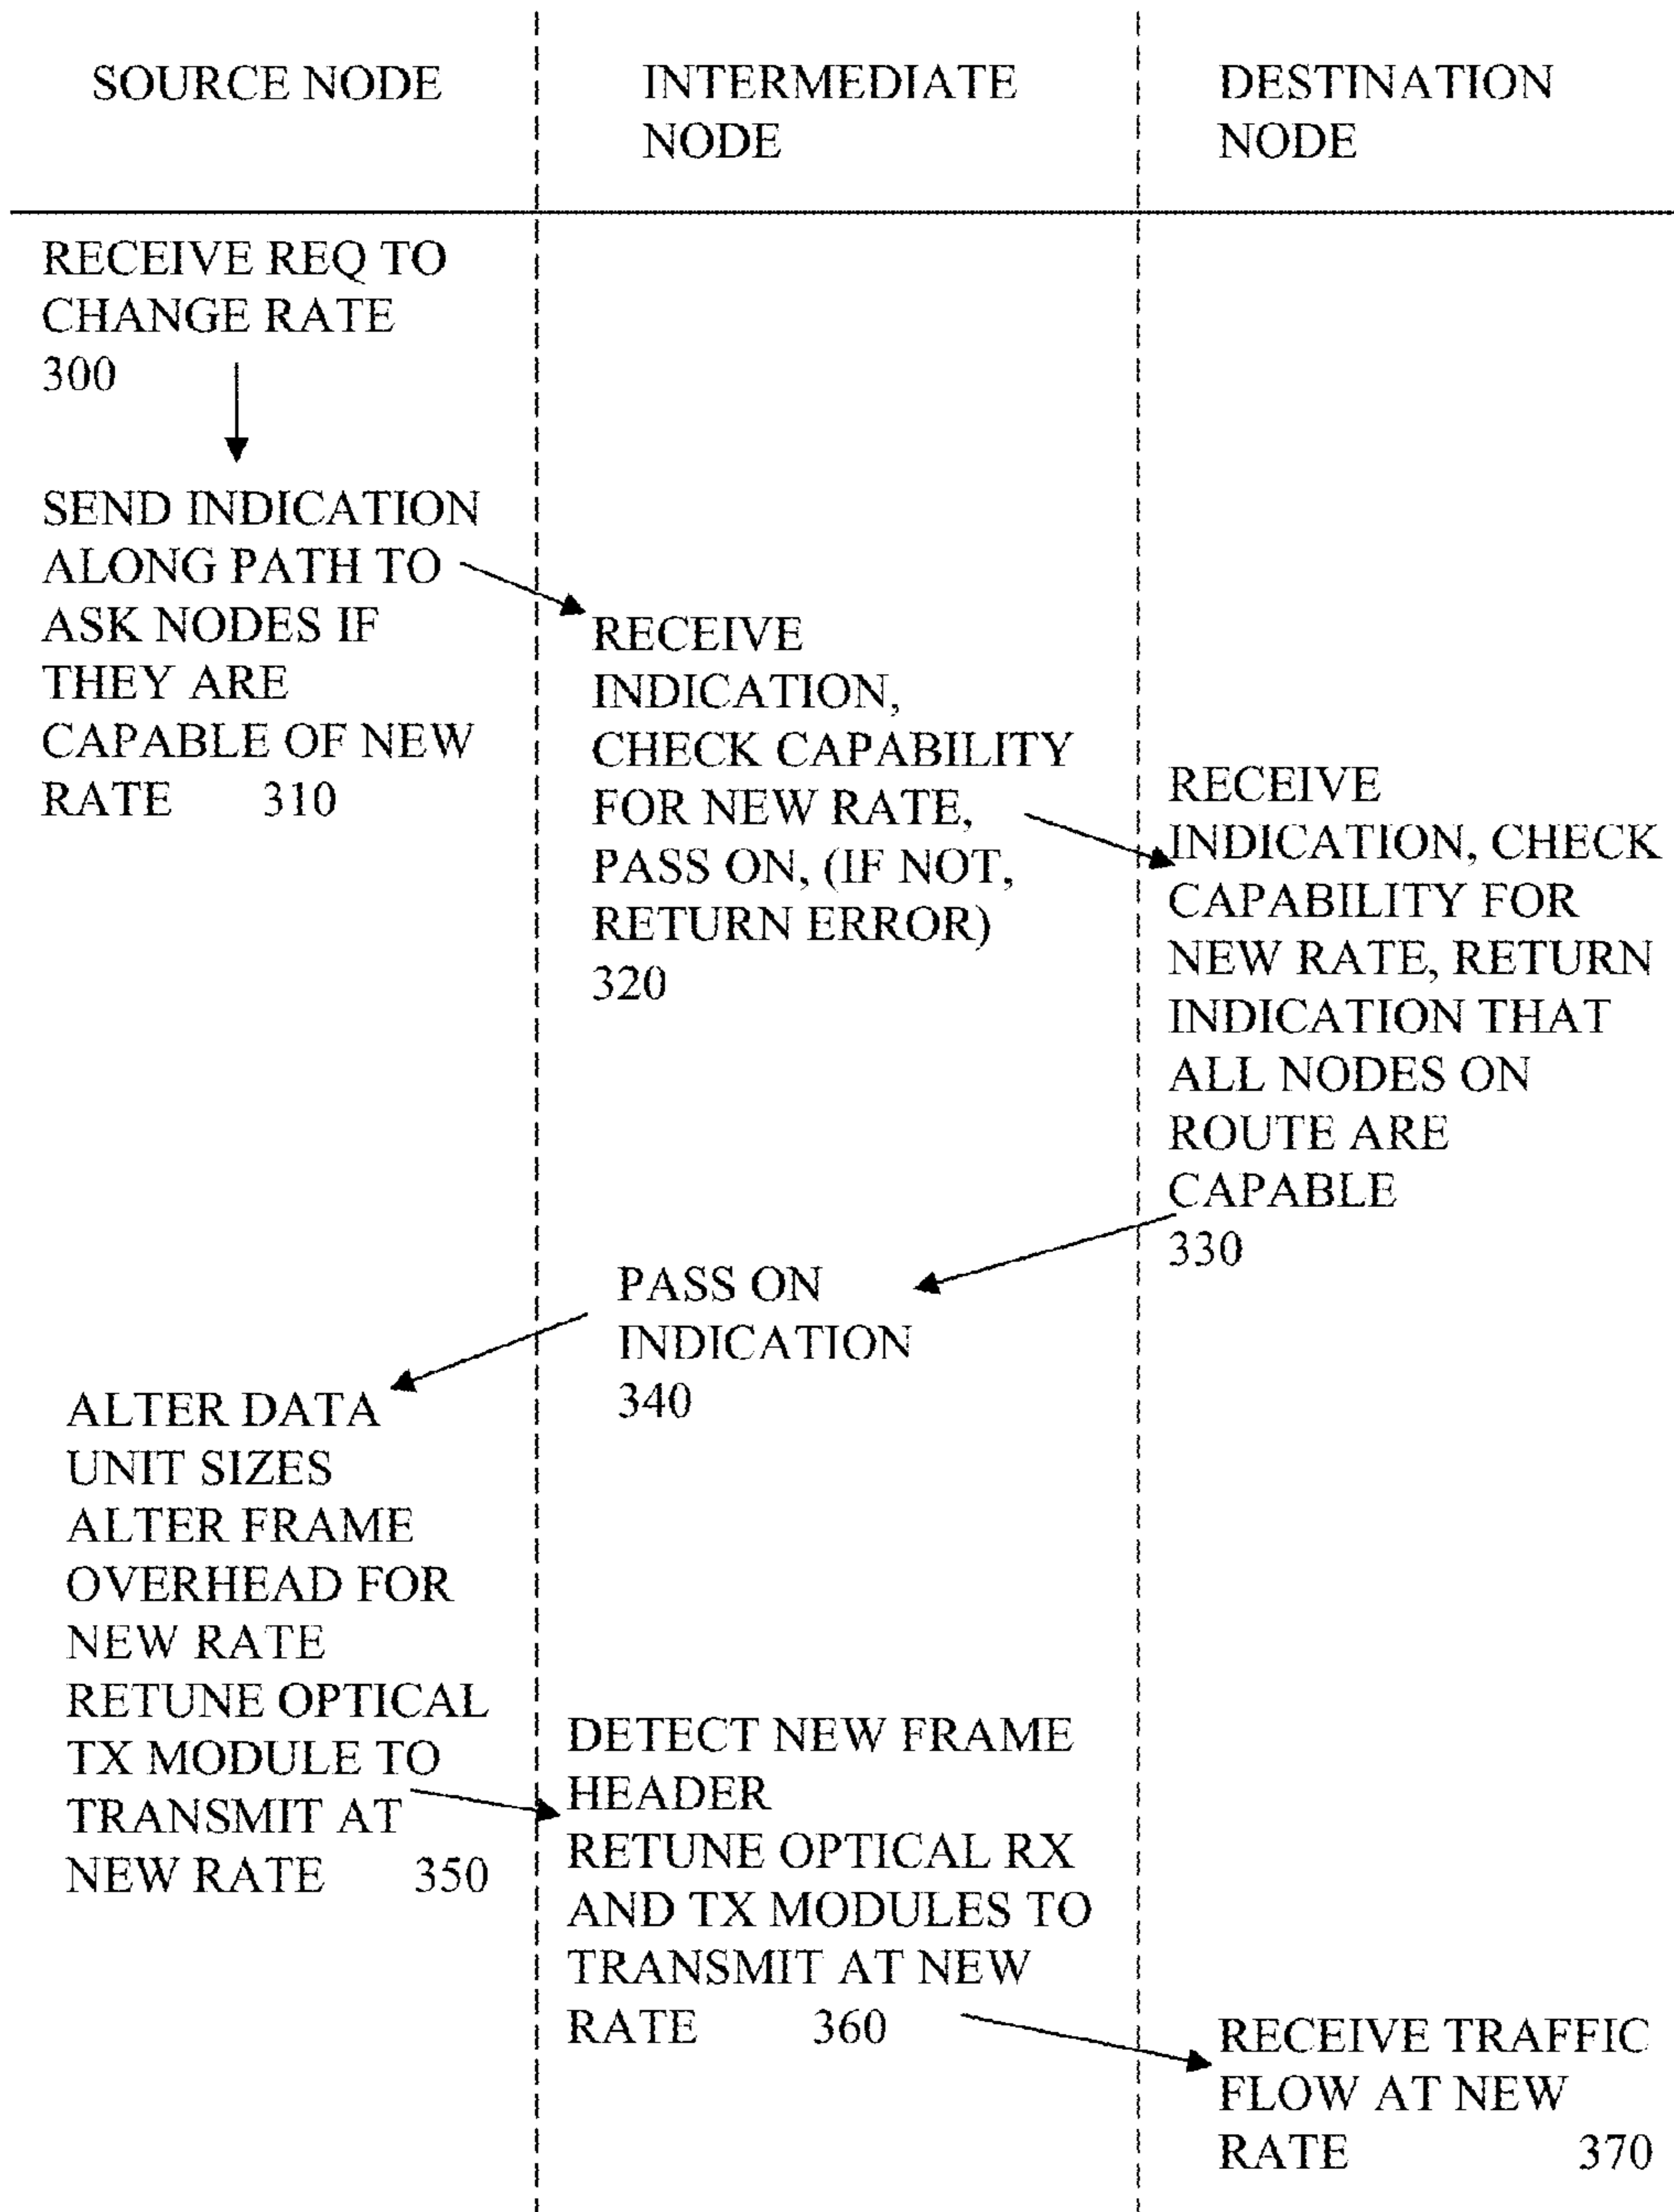 SOURCE NODE
INTERMEDIATE
NODE
DESTINATION
NODE
RECEIVE REQ TO
CHANGE RATE
300
SEND INDICATION
ALONG PATH TO
ASK NODES IF
THEY ARE
CAPABLE OF NEW
RATE 310
RECEIVE
INDICATION,
CHECK CAPABILITY
FOR NEW RATE,
PASS ON, (IF NOT,
RETURN ERROR)
320
RECEIVE
INDICATION, CHECK
CAPABILITY FOR
NEW RATE, RETURN
INDICATION THAT
ALL NODES ON
ROUTE ARE
CAPABLE
330
PASS ON
INDICATION
340
ALTER DATA
UNIT SIZES
ALTER FRAME
OVERHEAD FOR
NEW RATE
RETUNE OPTICAL
TX MODULE TO
TRANSMIT AT
NEW RATE 350
DETECT NEW FRAME
HEADER
RETUNE OPTICAL RX
AND TX MODULES TO
TRANSMIT AT NEW
RATE 360
RECEIVE TRAFFIC
FLOW AT NEW
RATE 370